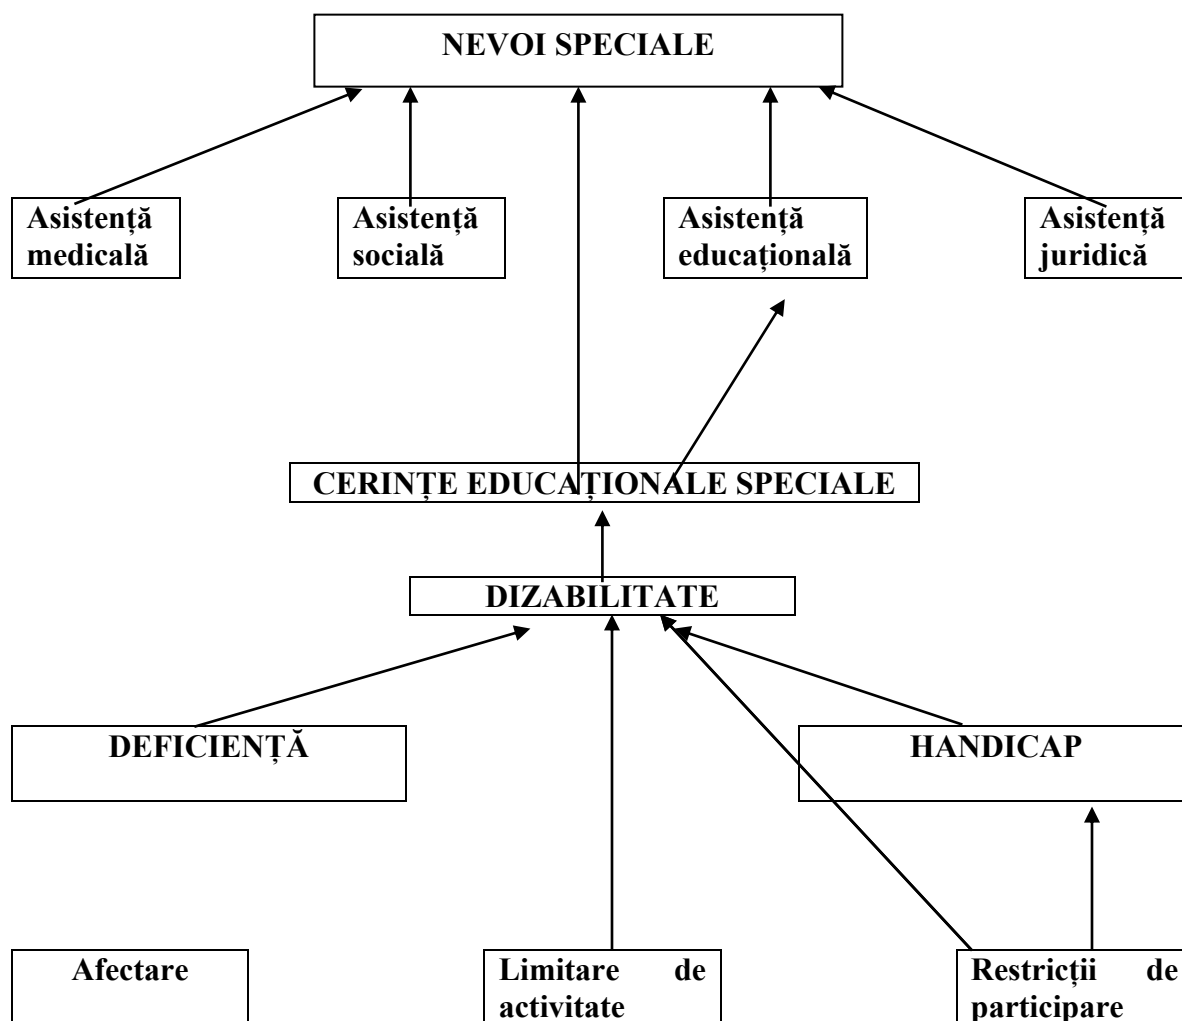 NEVOI SPECIALE
Asistență
medicală
Asistență
socială
Asistență
educațională
Asistență
juridică
CERINȚE EDUCAȚIONALE SPECIALE
DIZABILITATE
DEFICIENȚĂ
HANDICAP
Afectare
Limitare de
activitate
Restricții de
participare